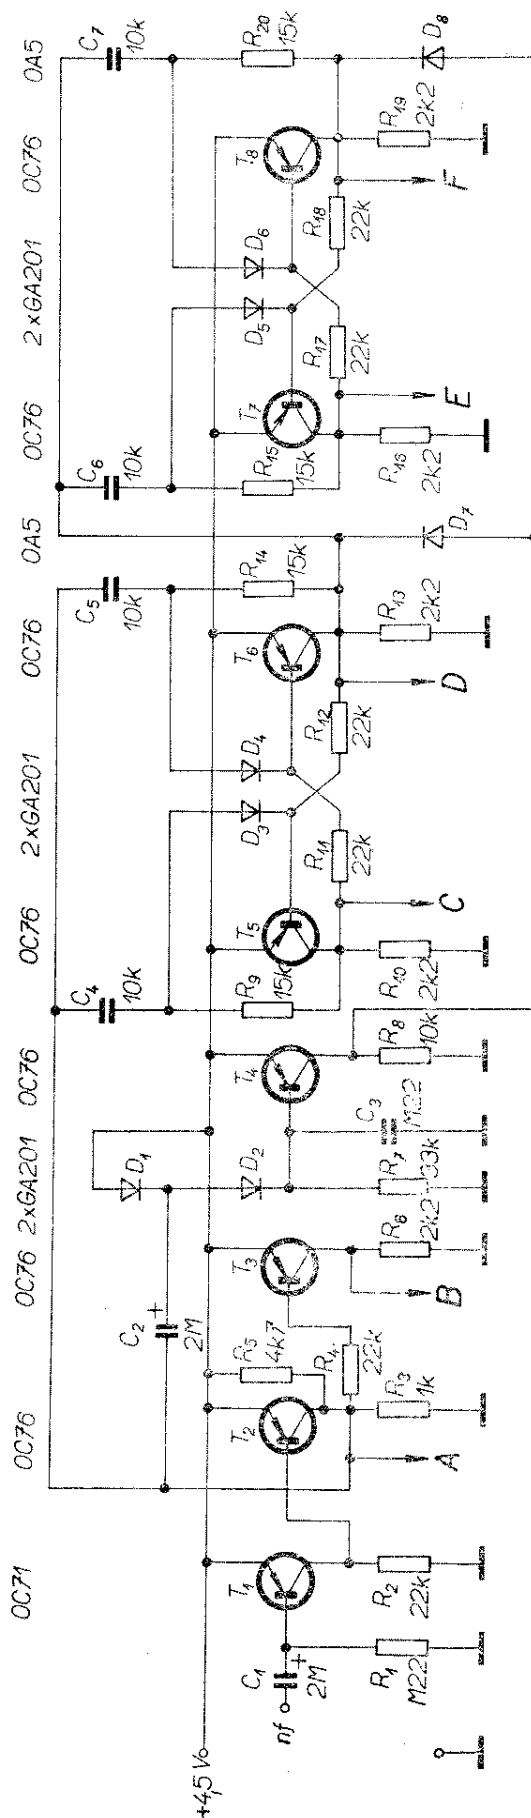 OC71
OC76
OC76 2xGA201 OC76
OC76
2xGA201
OC76
OA5
OC76
2xGA201
OC76
OA5
+4,5 V
nf
C1
2M
R1
M22
T1
R2
22k
T2
R5
4k7
A
R3
1k
R4
22k
C2
2M
T3
B
R6
2k2
D1
D2
R7
33k
C3
M22
T4
R8
10k
C4
10k
R9
15k
T5
R10
2k2
C
R11
22k
D3
D4
R12
22k
D
T6
R13
2k2
C5
10k
R14
15k
D7
C6
10k
R15
15k
T7
R16
2k2
E
R17
22k
D5
D6
R18
22k
F
T8
R19
2k2
C7
10k
R20
15k
D8